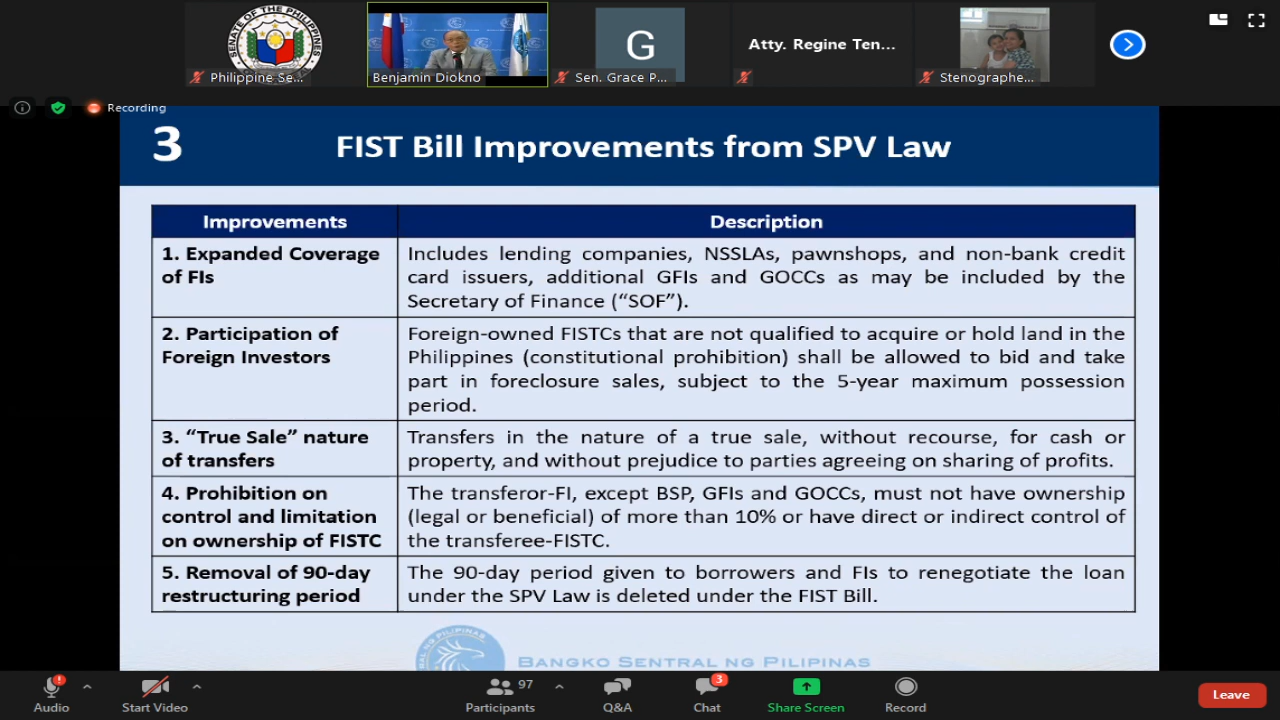 SENATE OF THE PHILIPPINES
Philippine Se...
Benjamin Diokno
G
Sen. Grace P...
Atty. Regine Ten...
Stenographe...
Recording
3
FIST Bill Improvements from SPV Law
Improvements
Description
1. Expanded Coverage
of FIs
Includes lending companies, NSSLAs, pawnshops, and non-bank credit
card issuers, additional GFIs and GOCCs as may be included by the
Secretary of Finance (“SOF”).
2. Participation of
Foreign Investors
Foreign-owned FISTCs that are not qualified to acquire or hold land in the
Philippines (constitutional prohibition) shall be allowed to bid and take
part in foreclosure sales, subject to the 5-year maximum possession
period.
3. “True Sale” nature
of transfers
Transfers in the nature of a true sale, without recourse, for cash or
property, and without prejudice to parties agreeing on sharing of profits.
4. Prohibition on
control and limitation
on ownership of FISTC
The transferor-FI, except BSP, GFIs and GOCCs, must not have ownership
(legal or beneficial) of more than 10% or have direct or indirect control of
the transferee-FISTC.
5. Removal of 90-day
restructuring period
The 90-day period given to borrowers and FIs to renegotiate the loan
under the SPV Law is deleted under the FIST Bill.
BANGKO SENTRAL NG PILIPINAS
Audio
Start Video
97
Participants
Q&A
3
Chat
Share Screen
Record
Leave